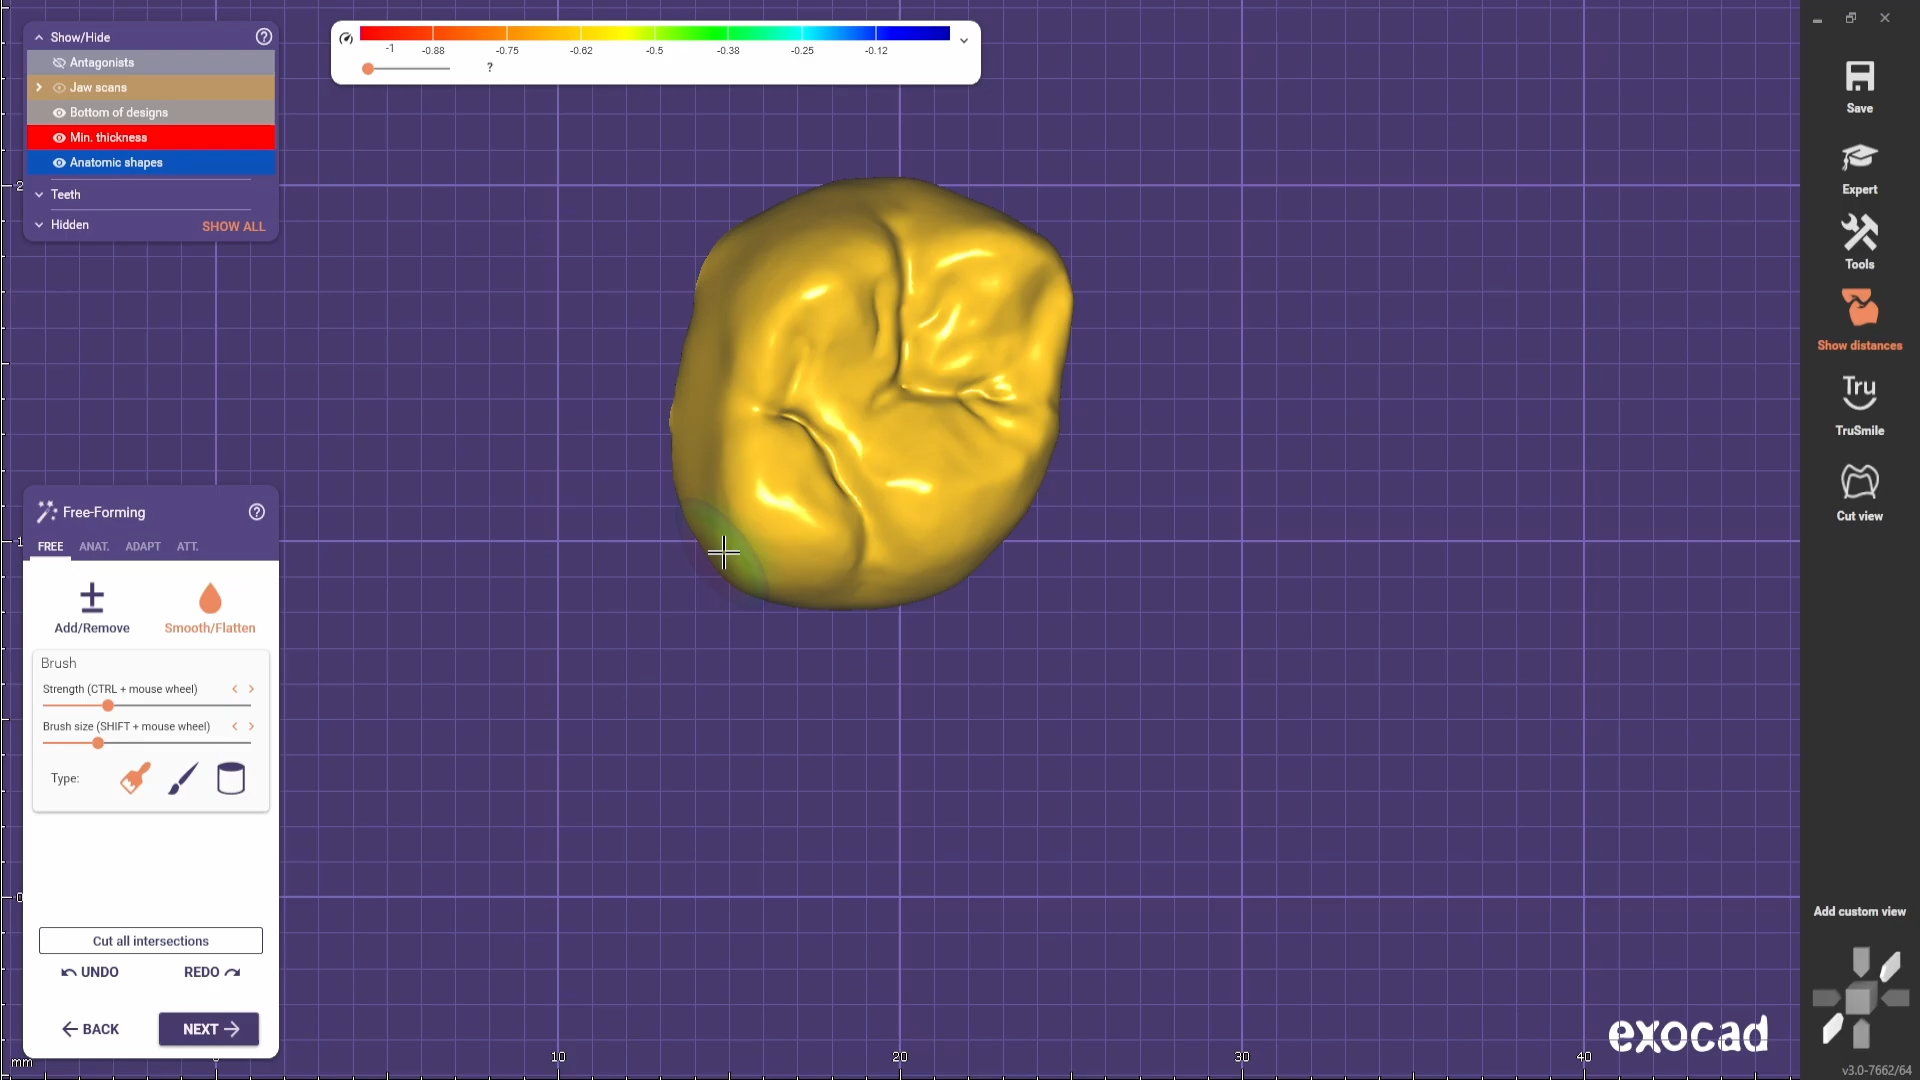 Show/Hide
Antagonists
Jaw scans
Bottom of designs
Min. thickness
Anatomic shapes
Teeth
Hidden SHOW ALL
-1 -0.88 -0.75 -0.62 -0.5 -0.38 -0.25 -0.12
?
Save
Expert
Tools
Show distances
Tru
TruSmile
Cut view
Free-Forming
FREE ANAT. ADAPT ATT.
Add/Remove Smooth/Flatten
Brush
Strength (CTRL + mouse wheel)
Brush size (SHIFT + mouse wheel)
Type:
Cut all intersections
UNDO REDO
BACK NEXT
2
1
0
mm 10 20 30 40
Add custom view
exocad
v3.0-7662/64